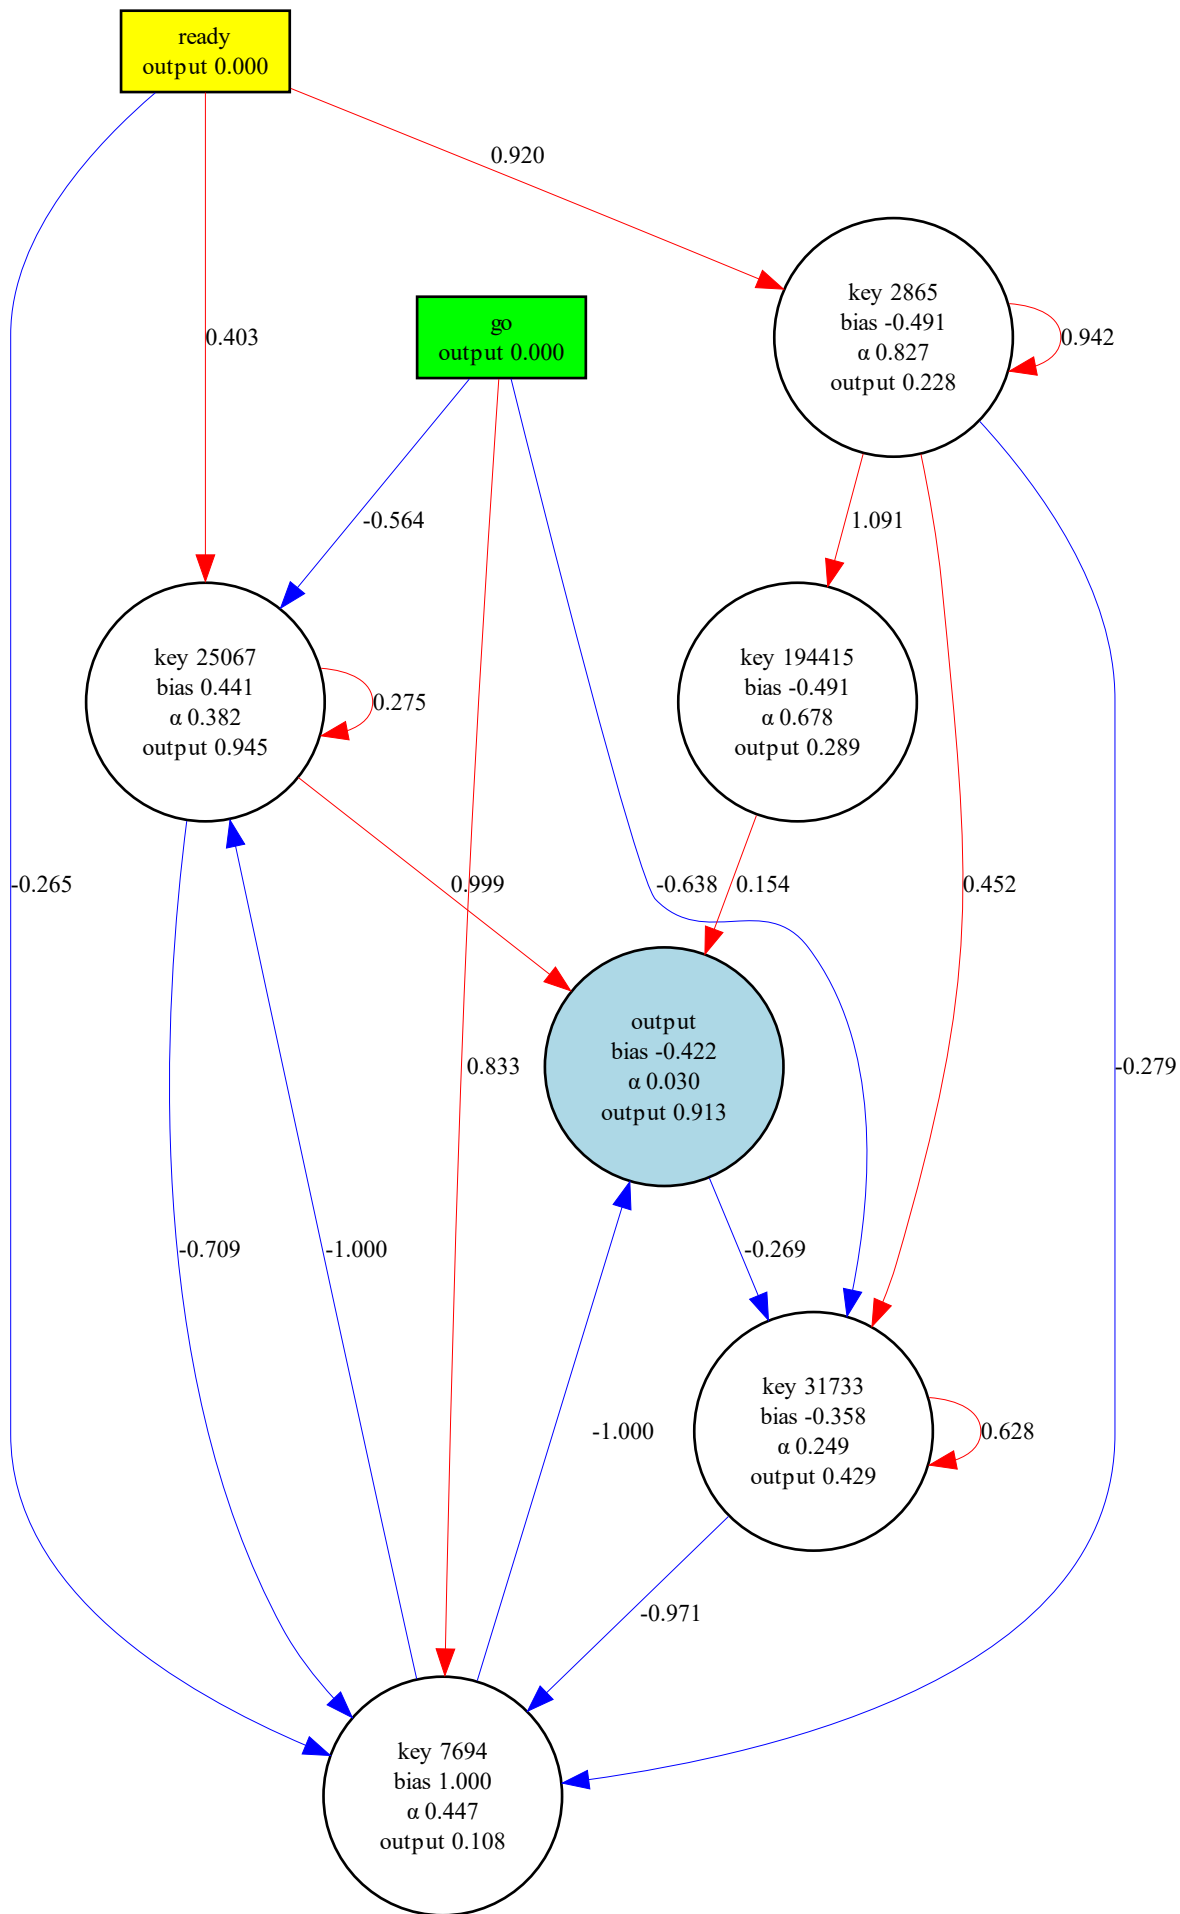 ready
output 0.000
0.920
key 2865
bias -0.491
α 0.827
output 0.228
0.942
go
output 0.000
0.403
-0.564
1.091
key 25067
bias 0.441
α 0.382
output 0.945
0.275
key 194415
bias -0.491
α 0.678
output 0.289
-0.265
0.999
-0.638
0.154
0.452
output
bias -0.422
α 0.030
output 0.913
0.833
-0.279
-0.709
-1.000
-0.269
key 31733
bias -0.358
α 0.249
output 0.429
-1.000
0.628
-0.971
key 7694
bias 1.000
α 0.447
output 0.108